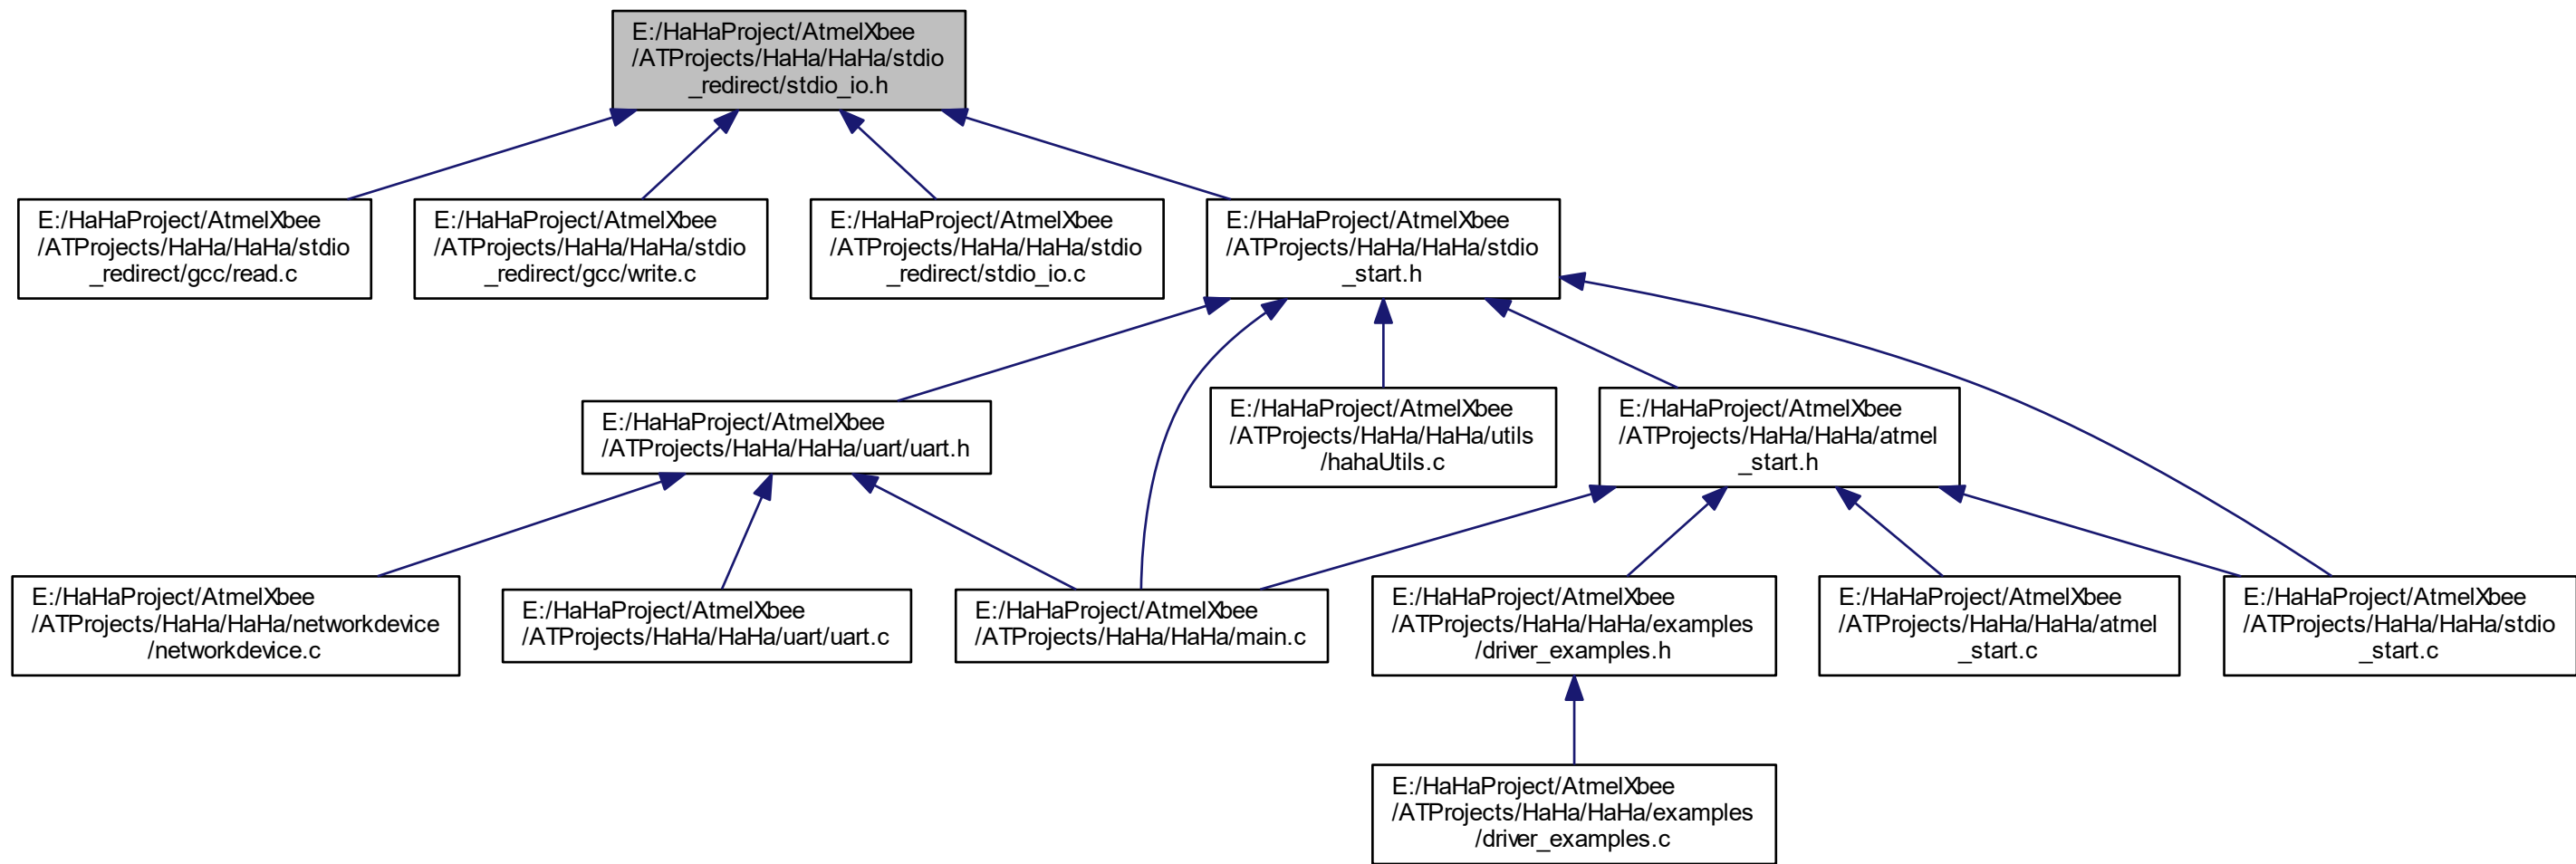 E:/HaHaProject/AtmelXbee
/ATProjects/HaHa/HaHa/stdio
_redirect/stdio_io.h
E:/HaHaProject/AtmelXbee
/ATProjects/HaHa/HaHa/stdio
_redirect/gcc/read.c
E:/HaHaProject/AtmelXbee
/ATProjects/HaHa/HaHa/stdio
_redirect/gcc/write.c
E:/HaHaProject/AtmelXbee
/ATProjects/HaHa/HaHa/stdio
_redirect/stdio_io.c
E:/HaHaProject/AtmelXbee
/ATProjects/HaHa/HaHa/stdio
_start.h
E:/HaHaProject/AtmelXbee
/ATProjects/HaHa/HaHa/uart/uart.h
E:/HaHaProject/AtmelXbee
/ATProjects/HaHa/HaHa/utils
/hahaUtils.c
E:/HaHaProject/AtmelXbee
/ATProjects/HaHa/HaHa/atmel
_start.h
E:/HaHaProject/AtmelXbee
/ATProjects/HaHa/HaHa/networkdevice
/networkdevice.c
E:/HaHaProject/AtmelXbee
/ATProjects/HaHa/HaHa/uart/uart.c
E:/HaHaProject/AtmelXbee
/ATProjects/HaHa/HaHa/main.c
E:/HaHaProject/AtmelXbee
/ATProjects/HaHa/HaHa/examples
/driver_examples.h
E:/HaHaProject/AtmelXbee
/ATProjects/HaHa/HaHa/atmel
_start.c
E:/HaHaProject/AtmelXbee
/ATProjects/HaHa/HaHa/stdio
_start.c
E:/HaHaProject/AtmelXbee
/ATProjects/HaHa/HaHa/examples
/driver_examples.c